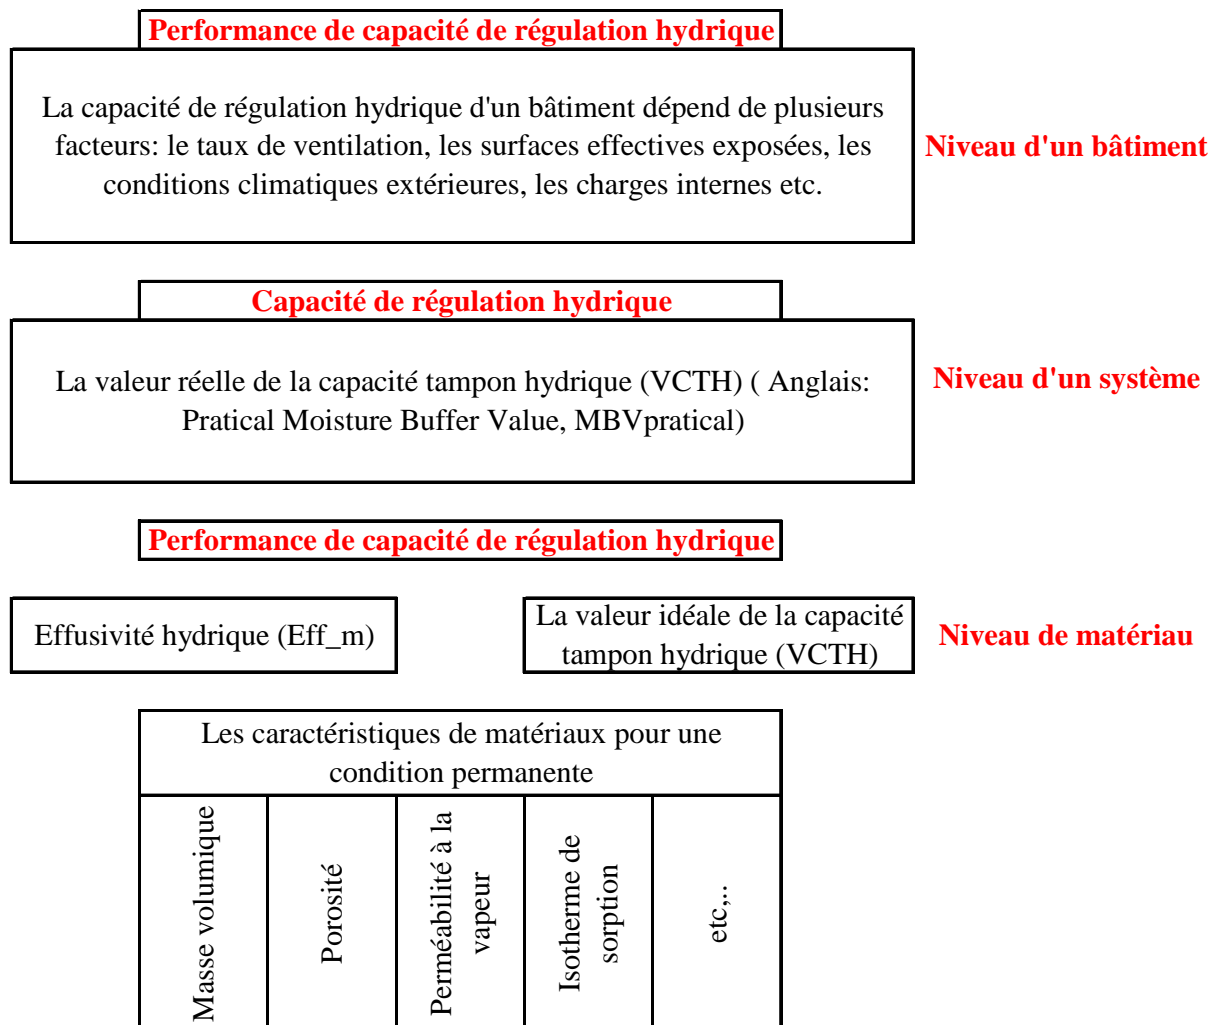 Performance de capacité de régulation hydrique
La capacité de régulation hydrique d'un bâtiment dépend de plusieurs
facteurs: le taux de ventilation, les surfaces effectives exposées, les
conditions climatiques extérieures, les charges internes etc.
Niveau d'un bâtiment
Capacité de régulation hydrique
La valeur réelle de la capacité tampon hydrique (VCTH) ( Anglais:
Pratical Moisture Buffer Value, MBVpratical)
Niveau d'un système
Performance de capacité de régulation hydrique
Effusivité hydrique (Eff_m)
La valeur idéale de la capacité
tampon hydrique (VCTH)
Niveau de matériau
Les caractéristiques de matériaux pour une
condition permanente
Masse volumique
Porosité
Perméabilité à la
vapeur
Isotherme de
sorption
etc,..